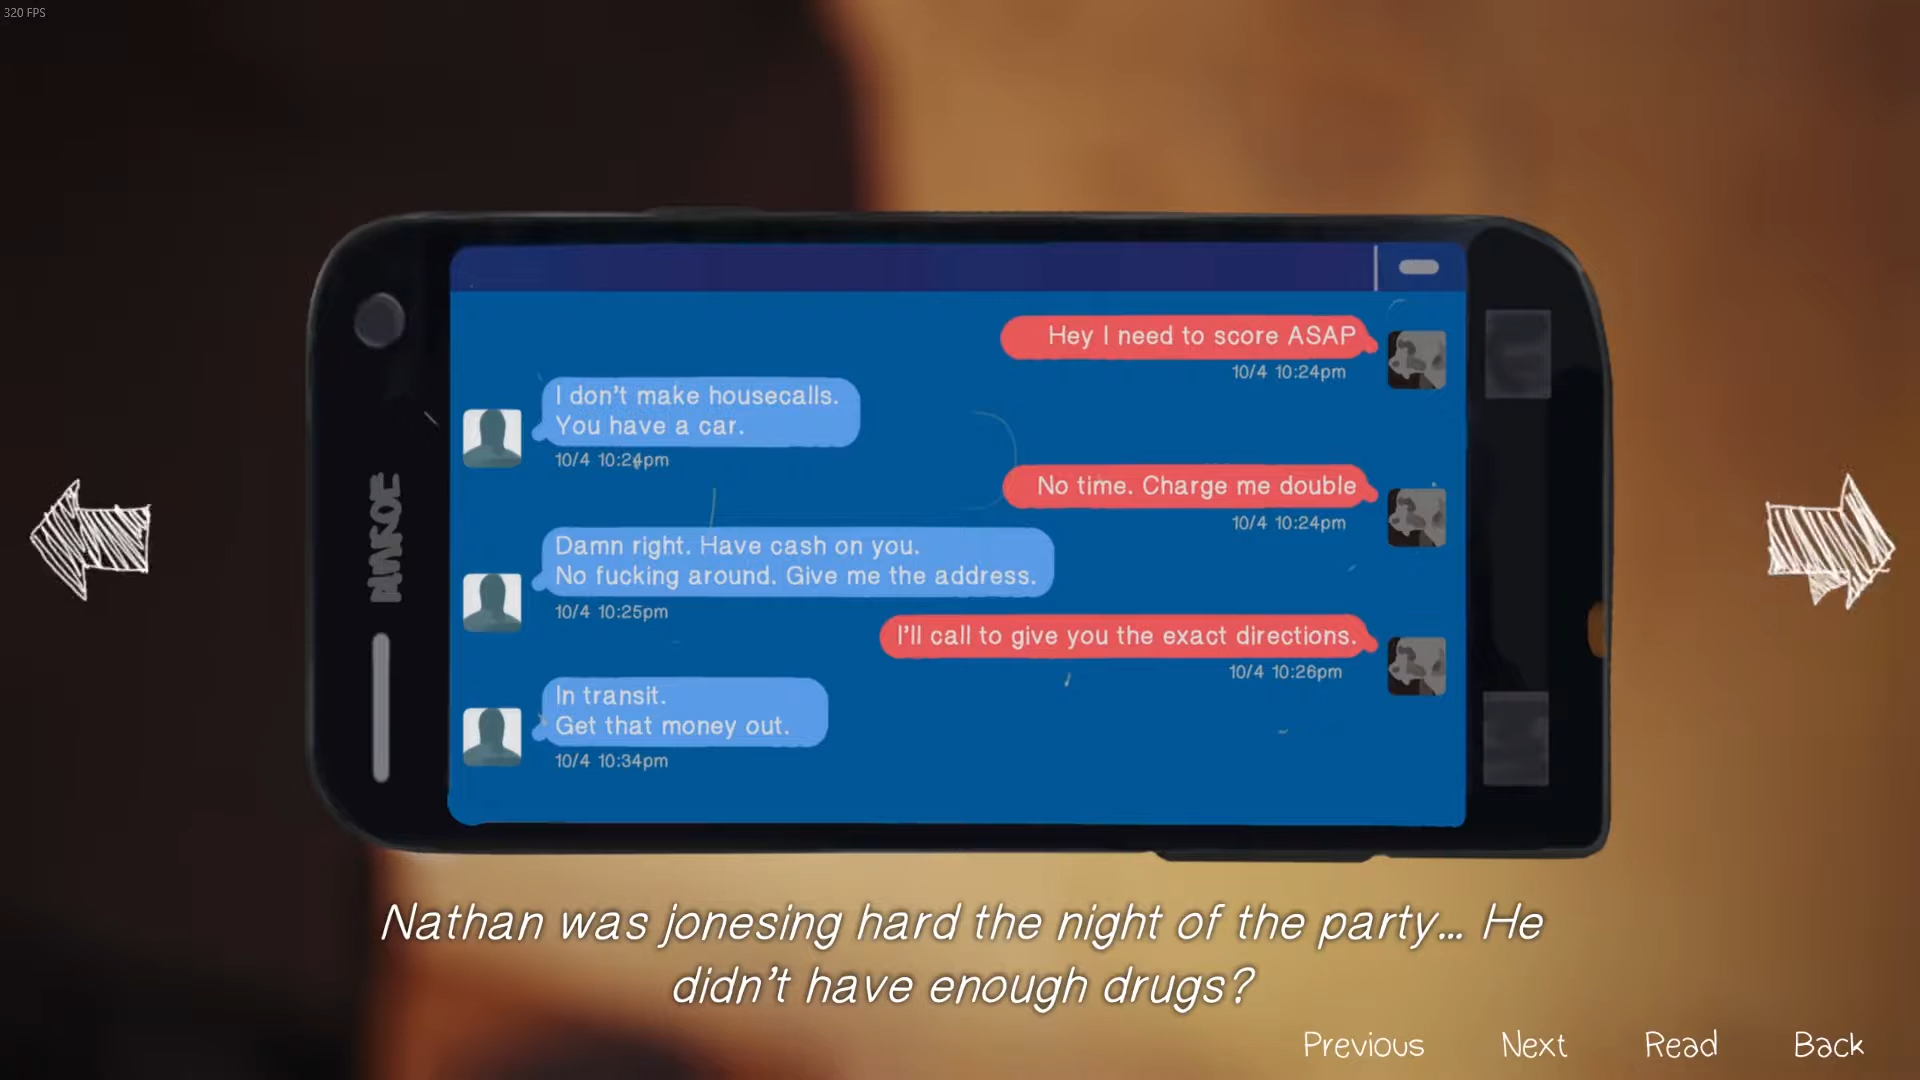 320 FPS
Hey I need to score ASAP
10/4 10:24pm
I don't make housecalls.
You have a car.
10/4 10:24pm
No time. Charge me double
10/4 10:24pm
Damn right. Have cash on you.
No fucking around. Give me the address.
10/4 10:25pm
I'll call to give you the exact directions.
10/4 10:26pm
In transit.
Get that money out.
10/4 10:34pm
Nathan was jonesing hard the night of the party... He
didn't have enough drugs?
Previous Next Read Back